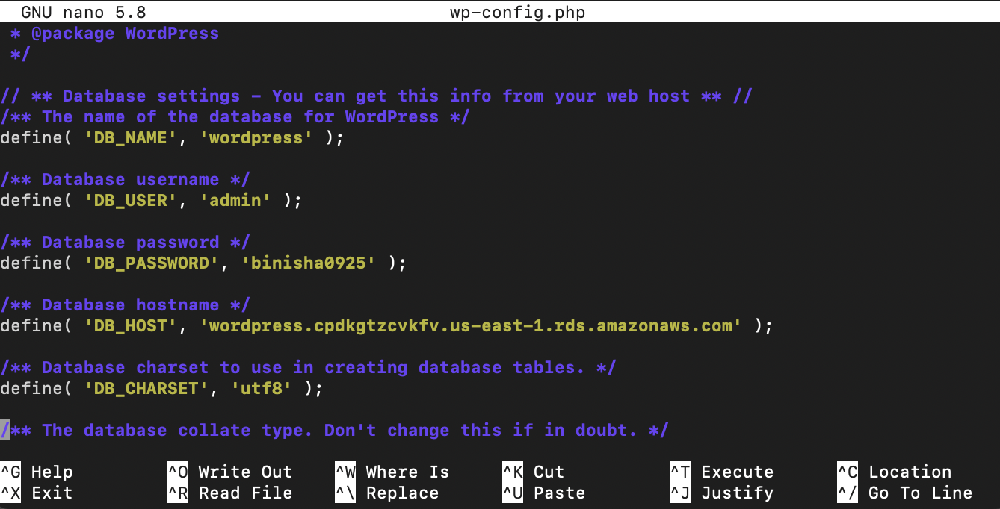 GNU nano 5.8 wp-config.php
* @package WordPress
*/
// ** Database settings - You can get this info from your web host ** //
/** The name of the database for WordPress */
define( 'DB_NAME', 'wordpress' );
/** Database username */
define( 'DB_USER', 'admin' );
/** Database password */
define( 'DB_PASSWORD', 'binisha0925' );
/** Database hostname */
define( 'DB_HOST', 'wordpress.cpdkgtzcvkfv.us-east-1.rds.amazonaws.com' );
/** Database charset to use in creating database tables. */
define( 'DB_CHARSET', 'utf8' );
/** The database collate type. Don't change this if in doubt. */
^G Help ^O Write Out ^W Where Is ^K Cut ^T Execute ^C Location
^X Exit ^R Read File ^\ Replace ^U Paste ^J Justify ^/ Go To Line